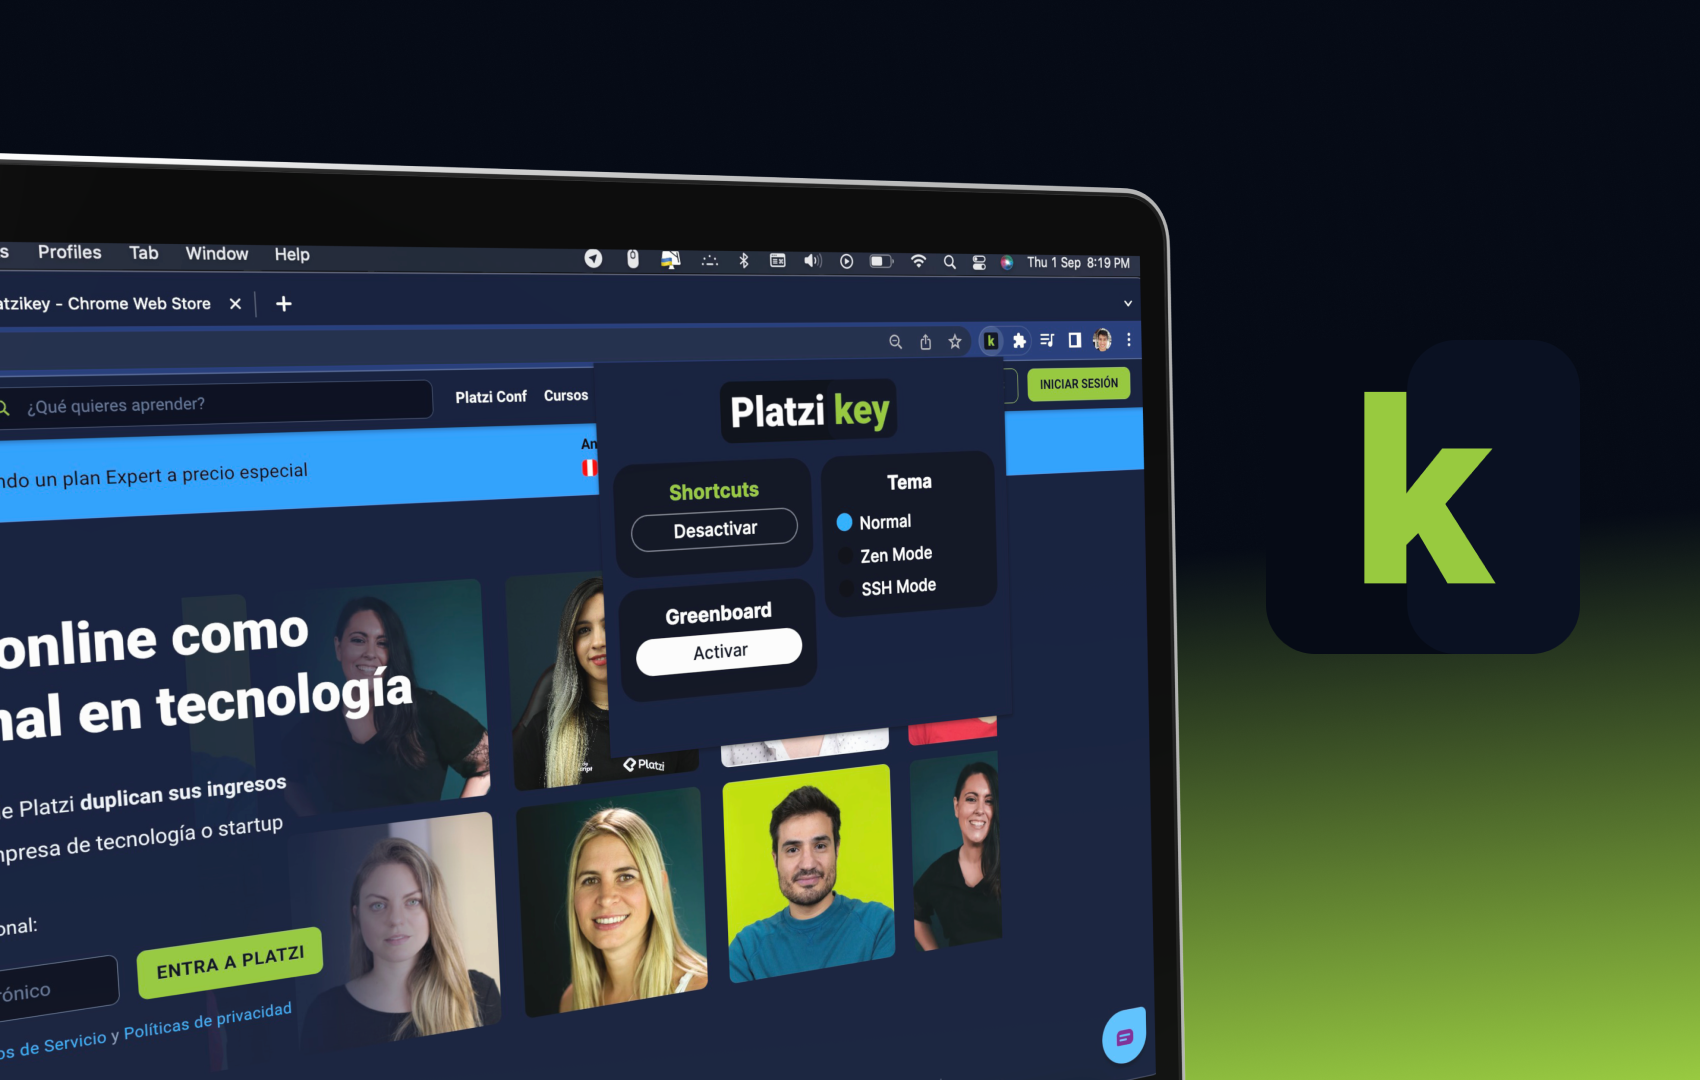 s Profiles Tab Window Help Thu 1 Sep 8:19 PM
atzikey - Chrome Web Store
k
¿Qué quieres aprender? Platzi Conf Cursos INICIAR SESIÓN
ndo un plan Expert a precio especial
An
Platzi key
Shortcuts
Desactivar
Greenboard
Activar
Tema
Normal
Zen Mode
SSH Mode
online como
nal en tecnología
e Platzi duplican sus ingresos
mpresa de tecnología o startup
onal:
rónico ENTRA A PLATZI
os de Servicio y Políticas de privacidad
Platzi
k